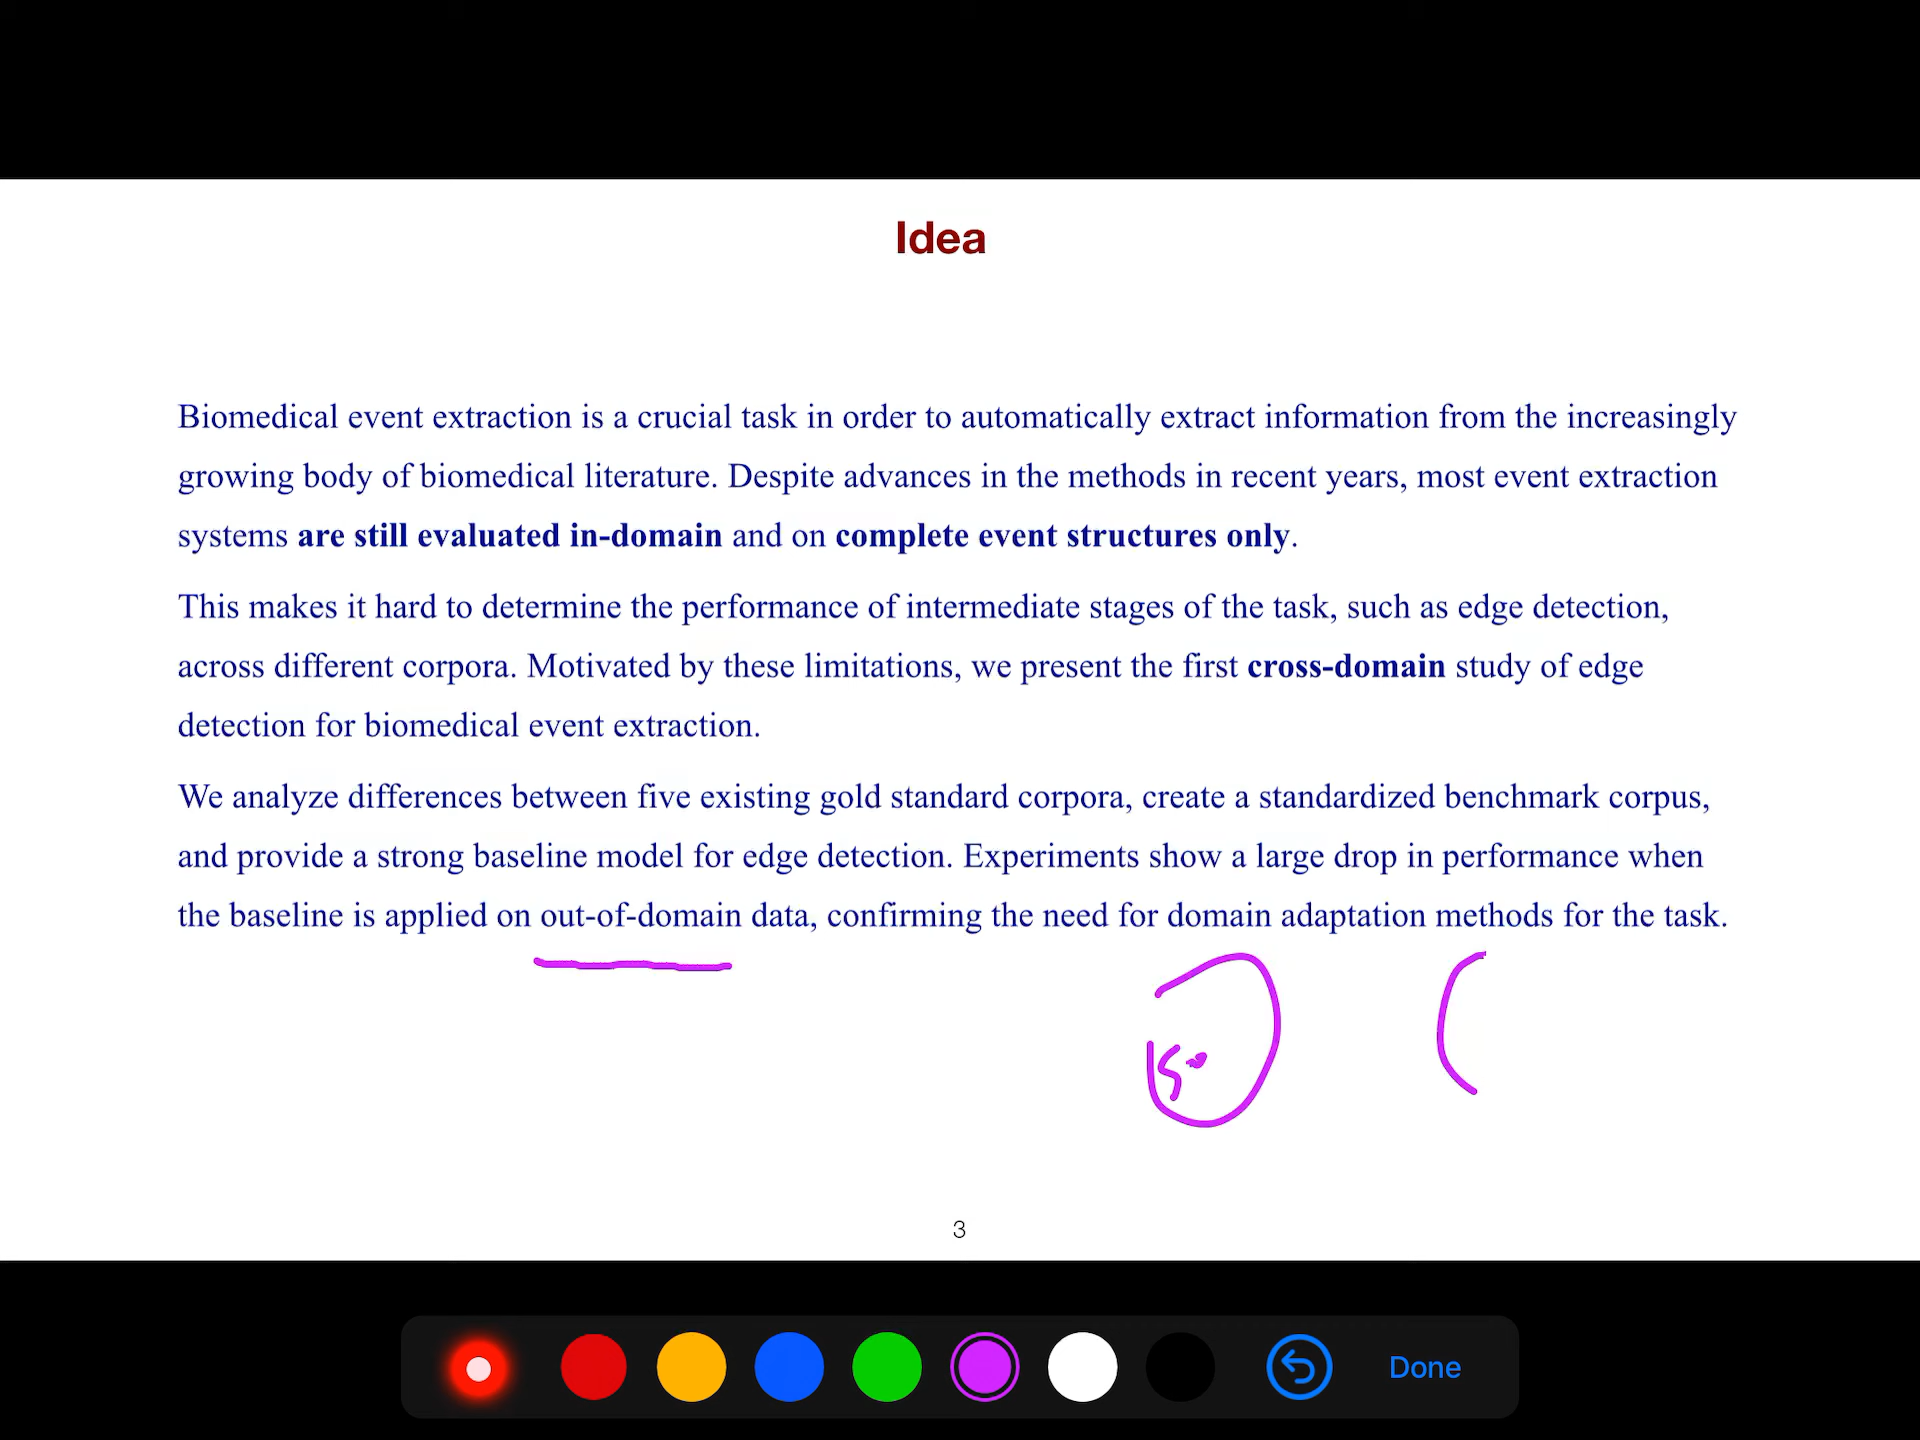 Idea
Biomedical event extraction is a crucial task in order to automatically extract information from the increasingly
growing body of biomedical literature. Despite advances in the methods in recent years, most event extraction
systems are still evaluated in-domain and on complete event structures only.
This makes it hard to determine the performance of intermediate stages of the task, such as edge detection,
across different corpora. Motivated by these limitations, we present the first cross-domain study of edge
detection for biomedical event extraction.
We analyze differences between five existing gold standard corpora, create a standardized benchmark corpus,
and provide a strong baseline model for edge detection. Experiments show a large drop in performance when
the baseline is applied on out-of-domain data, confirming the need for domain adaptation methods for the task.
3
Done